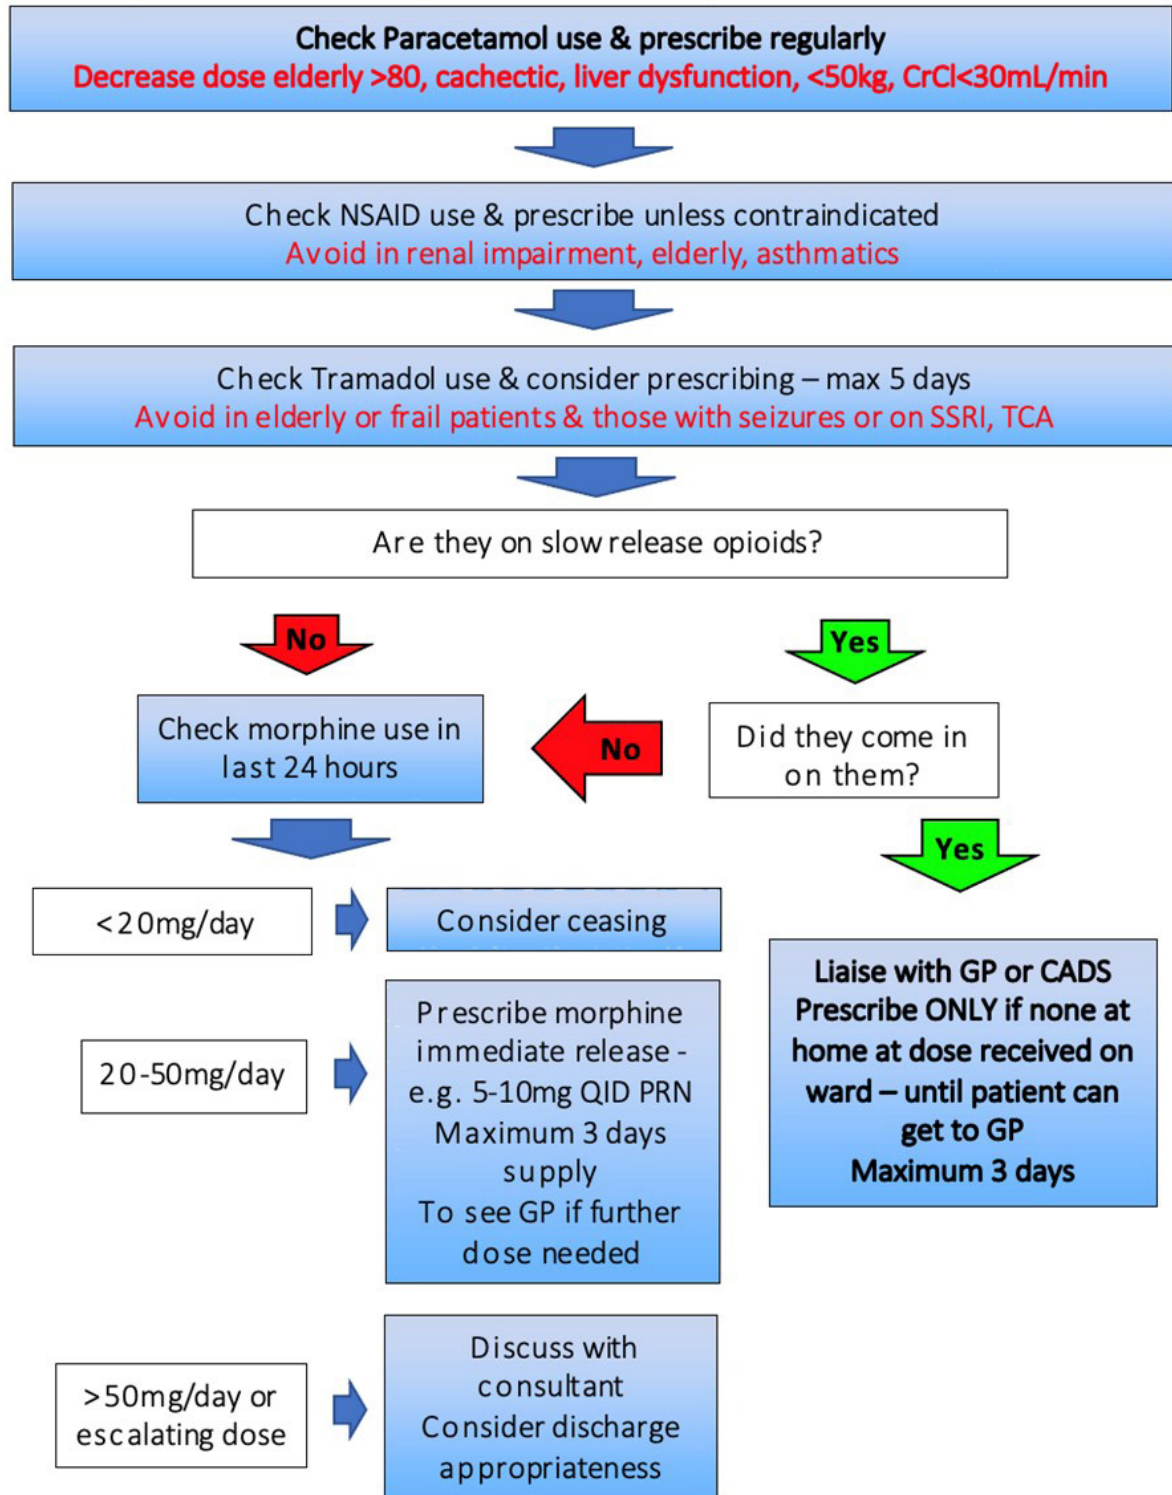 Check Paracetamol use & prescribe regularly
Decrease dose elderly >80, cachectic, liver dysfunction, <50kg, CrCl<30mL/min
Check NSAID use & prescribe unless contraindicated
Avoid in renal impairment, elderly, asthmatics
Check Tramadol use & consider prescribing – max 5 days
Avoid in elderly or frail patients & those with seizures or on SSRI, TCA
Are they on slow release opioids?
No
Yes
Check morphine use in
last 24 hours
No
Did they come in
on them?
Yes
<20mg/day
Consider ceasing
20-50mg/day
Prescribe morphine
immediate release -
e.g. 5-10mg QID PRN
Maximum 3 days
supply
To see GP if further
dose needed
>50mg/day or
escalating dose
Discuss with
consultant
Consider discharge
appropriateness
Liaise with GP or CADS
Prescribe ONLY if none at
home at dose received on
ward – until patient can
get to GP
Maximum 3 days